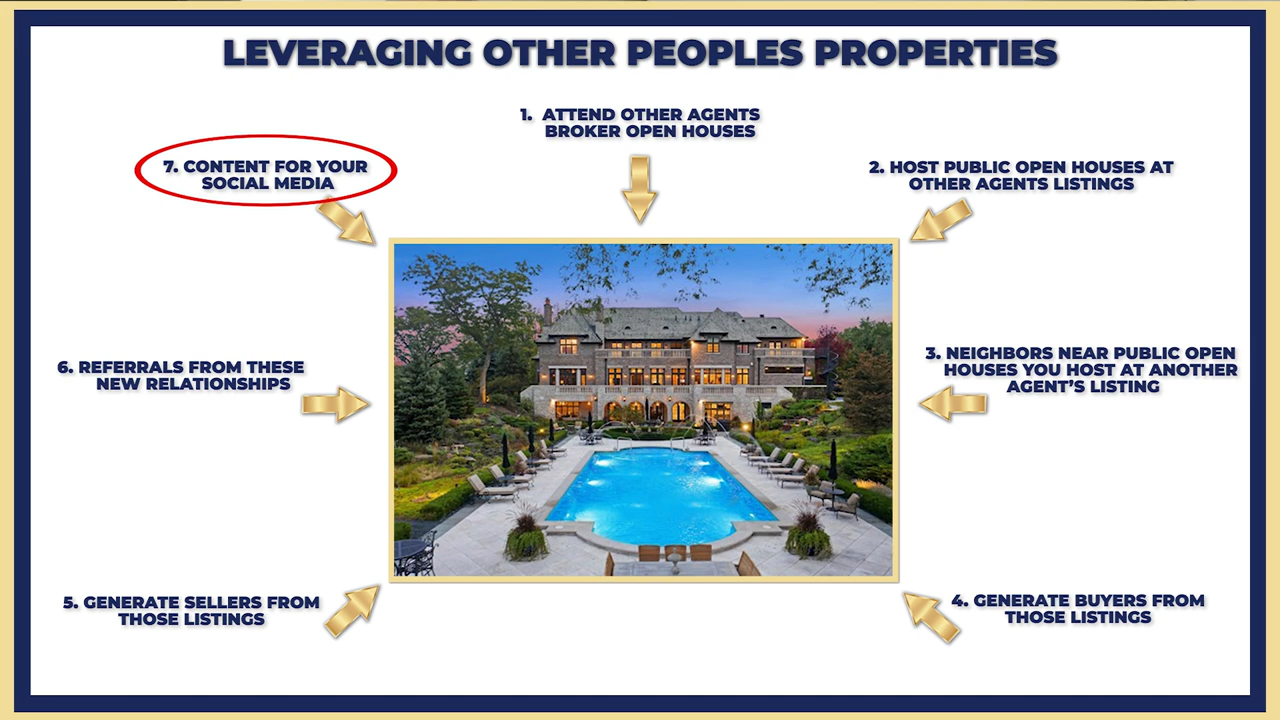 LEVERAGING OTHER PEOPLES PROPERTIES
1. ATTEND OTHER AGENTS
BROKER OPEN HOUSES
2. HOST PUBLIC OPEN HOUSES AT
OTHER AGENTS LISTINGS
3. NEIGHBORS NEAR PUBLIC OPEN
HOUSES YOU HOST AT ANOTHER
AGENT’S LISTING
4. GENERATE BUYERS FROM
THOSE LISTINGS
5. GENERATE SELLERS FROM
THOSE LISTINGS
6. REFERRALS FROM THESE
NEW RELATIONSHIPS
7. CONTENT FOR YOUR
SOCIAL MEDIA